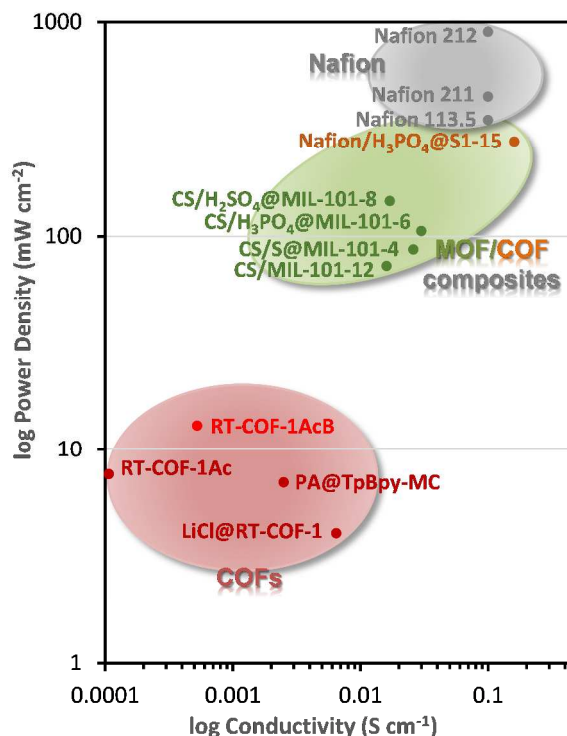 1000
100
10
1
log Power Density (mW cm⁻²)
Nafion 212
Nafion
Nafion 211
Nafion 113.5
Nafion/H₃PO₄@S1-15
CS/H₂SO₄@MIL-101-8
CS/H₃PO₄@MIL-101-6
CS/S@MIL-101-4
CS/MIL-101-12
MOF/COF
composites
RT-COF-1AcB
RT-COF-1Ac
PA@TpBpy-MC
LiCl@RT-COF-1
COFs
0.0001 0.001 0.01 0.1
log Conductivity (S cm⁻¹)